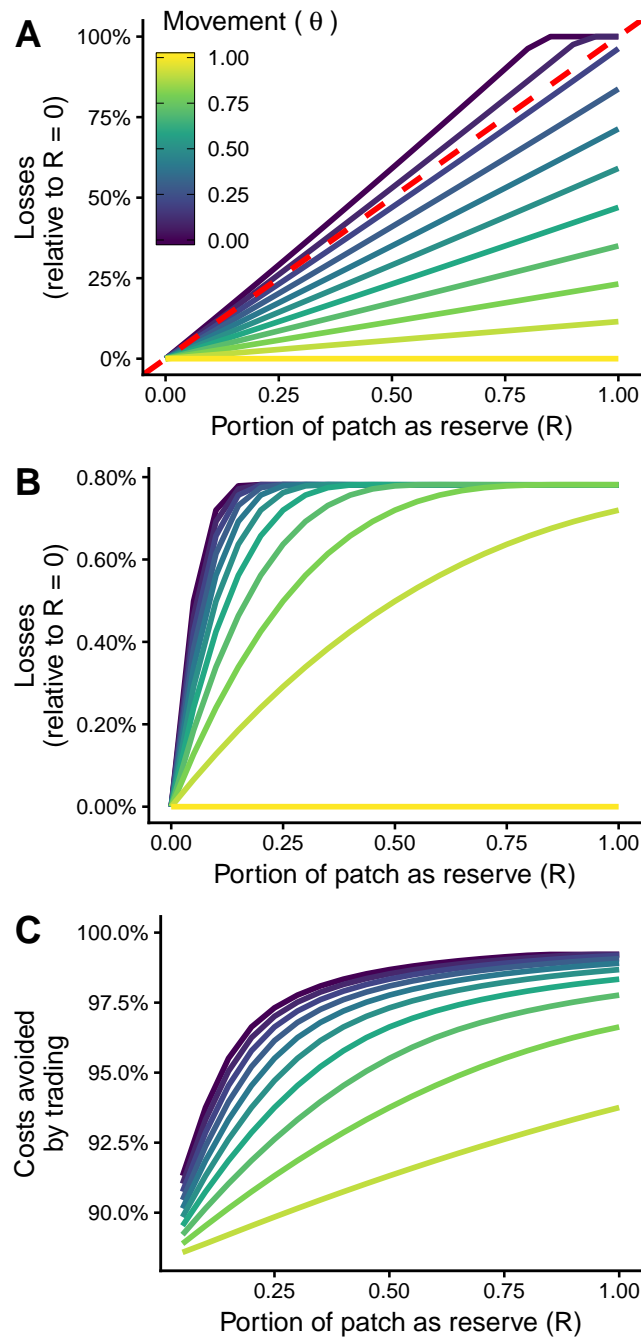 A
Movement ( θ )
1.00
0.75
0.50
0.25
0.00
100%
75%
50%
25%
0%
Losses
(relative to R = 0)
0.00 0.25 0.50 0.75 1.00
Portion of patch as reserve (R)
B
0.80%
0.60%
0.40%
0.20%
0.00%
Losses
(relative to R = 0)
0.00 0.25 0.50 0.75 1.00
Portion of patch as reserve (R)
C
100.0%
97.5%
95.0%
92.5%
90.0%
Costs avoided
by trading
0.25 0.50 0.75 1.00
Portion of patch as reserve (R)